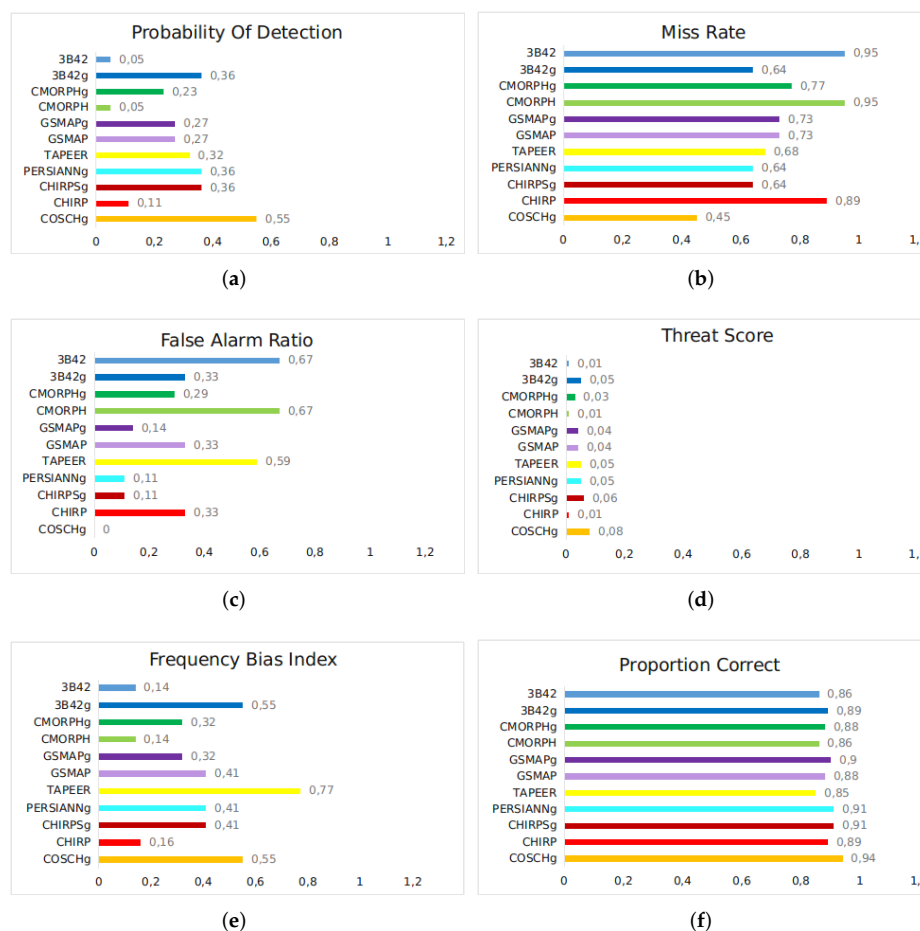 Probability Of Detection
3B42 0,05
3B42g 0,36
CMORPHg 0,23
CMORPH 0,05
GSMAPg 0,27
GSMAP 0,27
TAPEER 0,32
PERSIANNg 0,36
CHIRPSg 0,36
CHIRP 0,11
COSCHg 0,55
0 0,2 0,4 0,6 0,8 1 1,2
(a)
Miss Rate
3B42 0,95
3B42g 0,64
CMORPHg 0,77
CMORPH 0,95
GSMAPg 0,73
GSMAP 0,73
TAPEER 0,68
PERSIANNg 0,64
CHIRPSg 0,64
CHIRP 0,89
COSCHg 0,45
0 0,2 0,4 0,6 0,8 1 1,
(b)
False Alarm Ratio
3B42 0,67
3B42g 0,33
CMORPHg 0,29
CMORPH 0,67
GSMAPg 0,14
GSMAP 0,33
TAPEER 0,59
PERSIANNg 0,11
CHIRPSg 0,11
CHIRP 0,33
COSCHg 0
0 0,2 0,4 0,6 0,8 1 1,2
(c)
Threat Score
3B42 0,01
3B42g 0,05
CMORPHg 0,03
CMORPH 0,01
GSMAPg 0,04
GSMAP 0,04
TAPEER 0,05
PERSIANNg 0,05
CHIRPSg 0,06
CHIRP 0,01
COSCHg 0,08
0 0,2 0,4 0,6 0,8 1 1,
(d)
Frequency Bias Index
3B42 0,14
3B42g 0,55
CMORPHg 0,32
CMORPH 0,14
GSMAPg 0,32
GSMAP 0,41
TAPEER 0,77
PERSIANNg 0,41
CHIRPSg 0,41
CHIRP 0,16
COSCHg 0,55
0 0,2 0,4 0,6 0,8 1 1,2
(e)
Proportion Correct
3B42 0,86
3B42g 0,89
CMORPHg 0,88
CMORPH 0,86
GSMAPg 0,9
GSMAP 0,88
TAPEER 0,85
PERSIANNg 0,91
CHIRPSg 0,91
CHIRP 0,89
COSCHg 0,94
0 0,2 0,4 0,6 0,8 1 1,
(f)